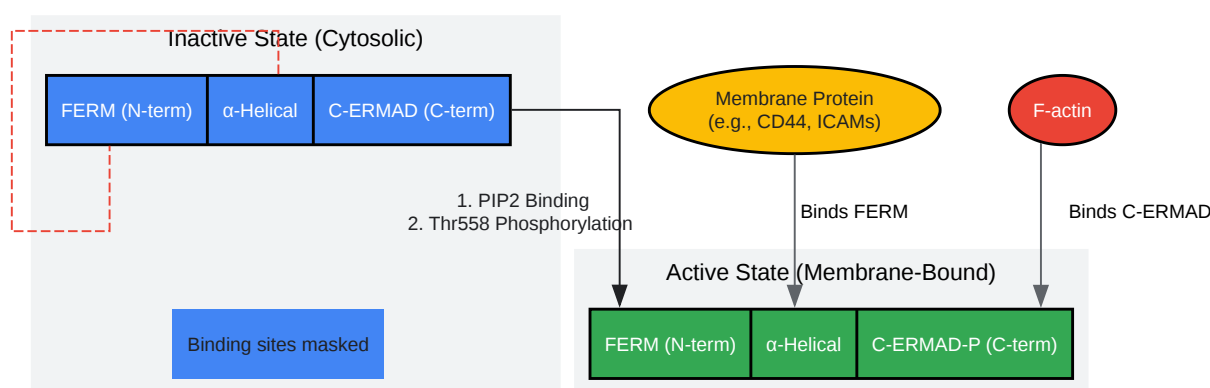 Inactive State (Cytosolic)
FERM (N-term)
α-Helical
C-ERMAD (C-term)
Membrane Protein
(e.g., CD44, ICAMs)
F-actin
1. PIP2 Binding
2. Thr558 Phosphorylation
Binds FERM
Binds C-ERMAD
Active State (Membrane-Bound)
Binding sites masked
FERM (N-term)
α-Helical
C-ERMAD-P (C-term)